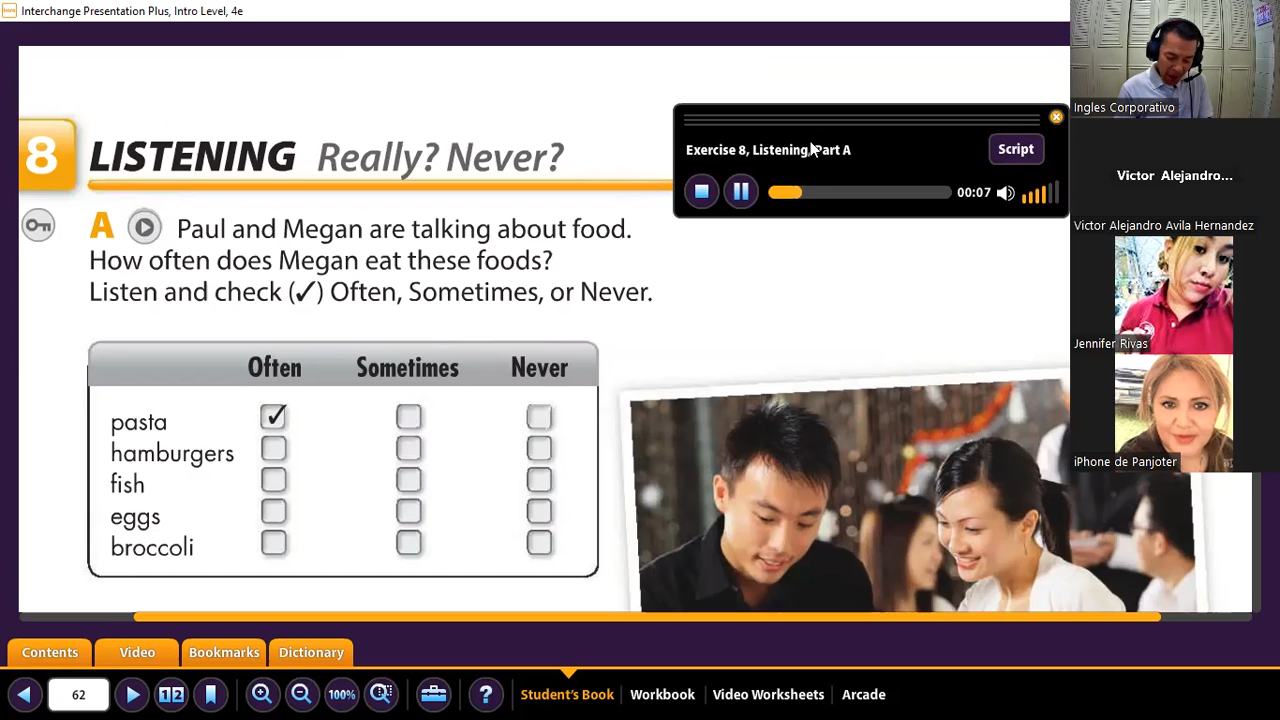 Interchange Presentation Plus, Intro Level, 4e
8 LISTENING Really? Never?
A Paul and Megan are talking about food.
How often does Megan eat these foods?
Listen and check (✓) Often, Sometimes, or Never.
Often Sometimes Never
pasta ✓
hamburgers
fish
eggs
broccoli
Exercise 8, Listening, Part A
Script
00:07
Ingles Corporativo
Victor Alejandro...
Victor Alejandro Avila Hernandez
Jennifer Rivas
iPhone de Panjoter
Contents Video Bookmarks Dictionary
62 1 2 100% ? Student's Book Workbook Video Worksheets Arcade